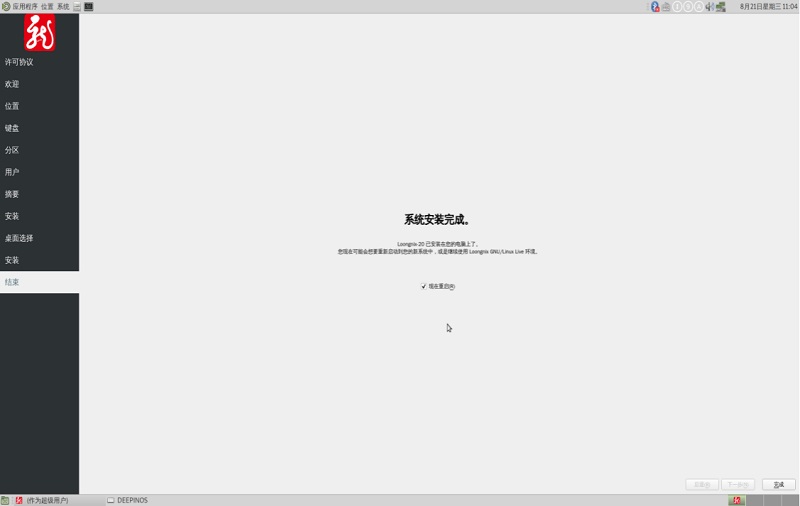 应用程序 位置 系统
8月21日星期三 11:04
许可协议
欢迎
位置
键盘
分区
用户
摘要
安装
桌面选择
安装
结束
系统安装完成。
Loongnix 20 已安装在您的电脑上了。
您现在可能会想要重新启动到您的新系统中，或是继续使用 Loongnix GNU/Linux Live 环境。
现在重启(R)
完成
(作为超级用户)
DEEPINOS